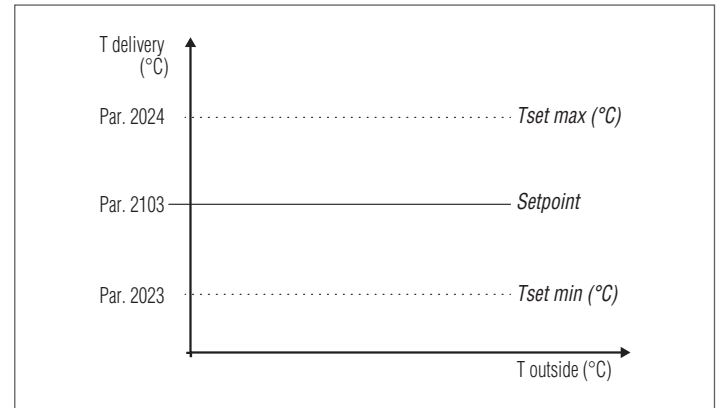 T delivery
(°C)
Par. 2024
Tset max (°C)
Par. 2103
Setpoint
Par. 2023
Tset min (°C)
T outside (°C)